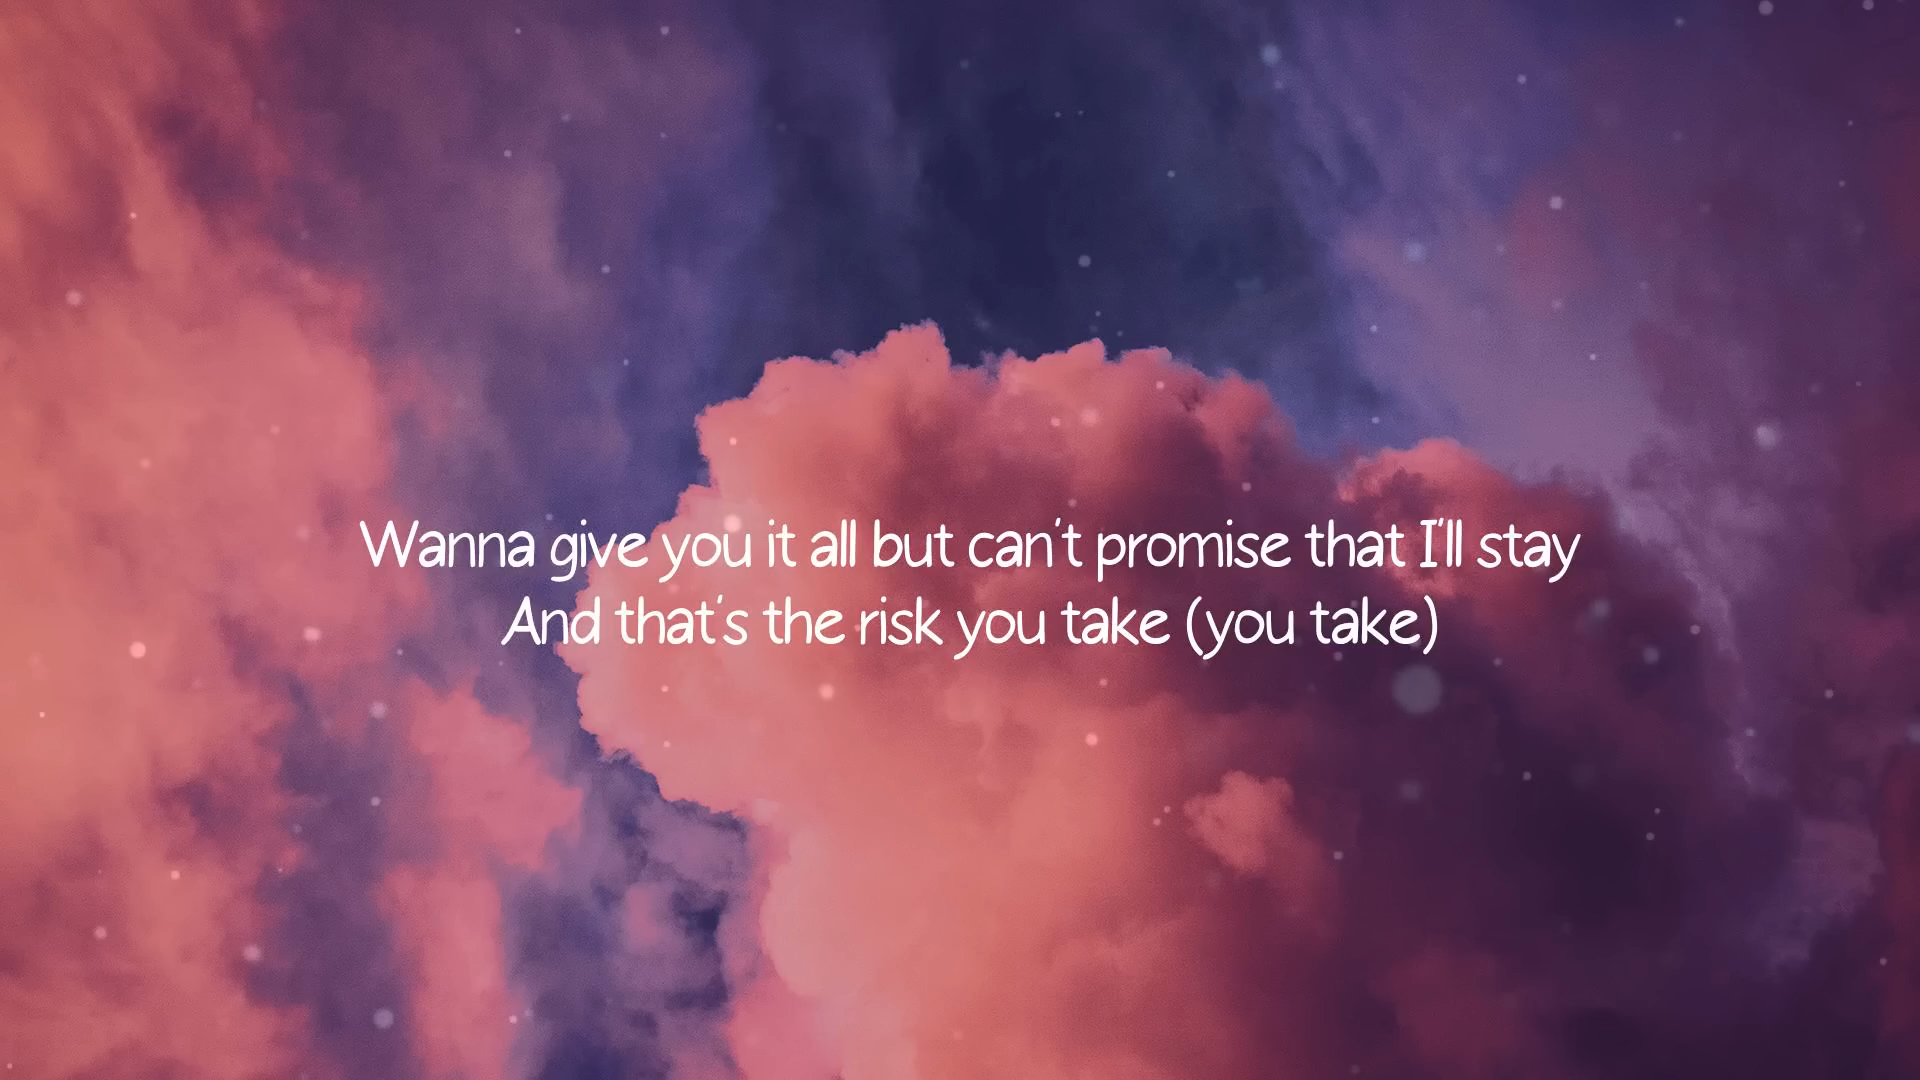 Wanna give you it all but can't promise that I'll stay
And that's the risk you take (you take)